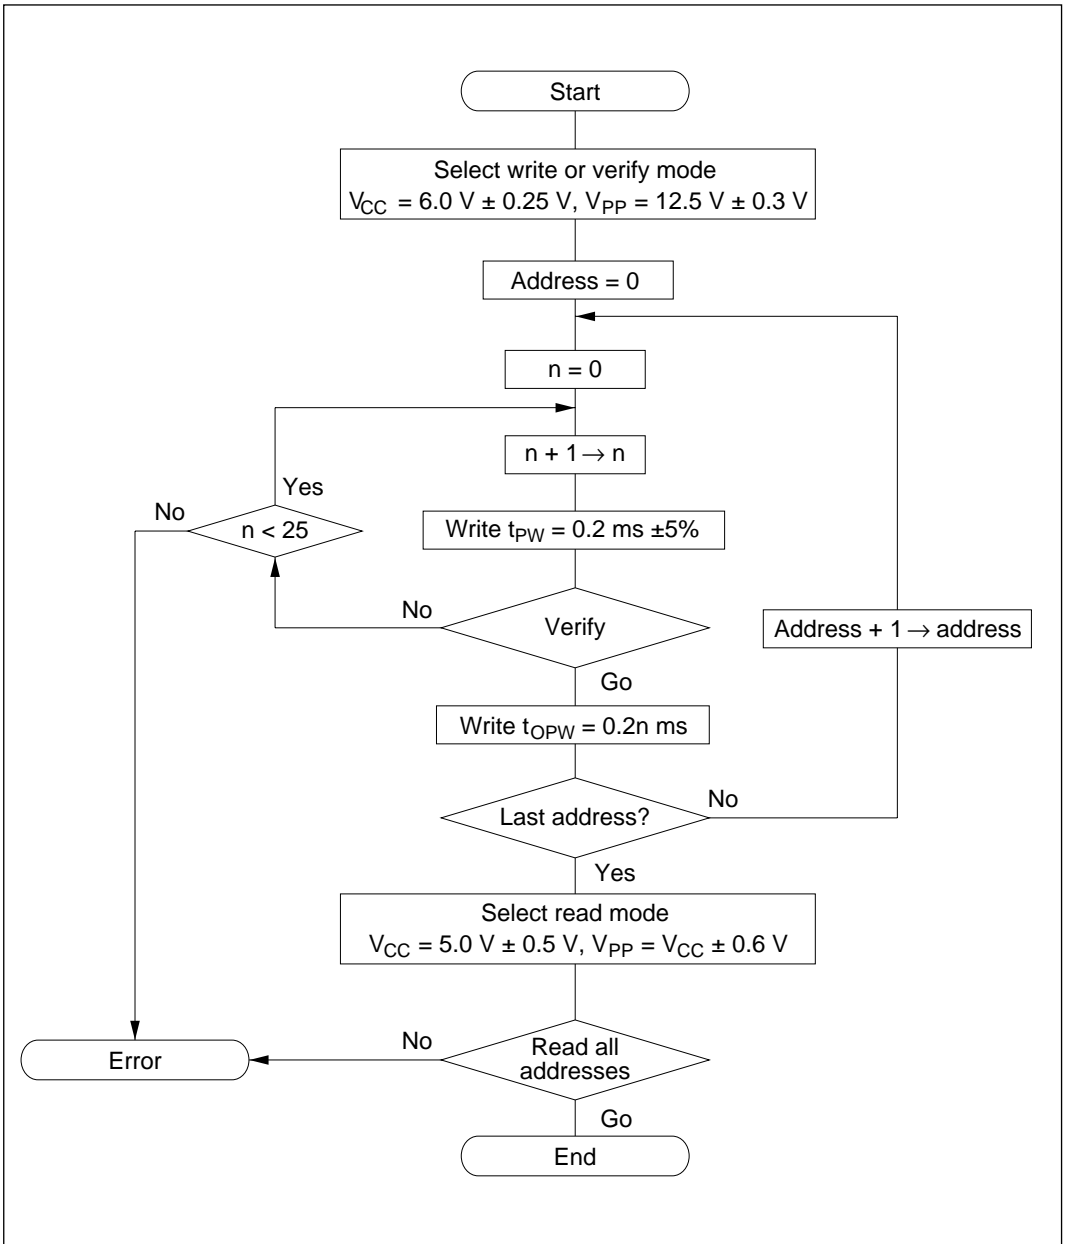 Start
Select write or verify mode
VCC = 6.0 V ± 0.25 V, VPP = 12.5 V ± 0.3 V
Address = 0
n = 0
n + 1 → n
Yes
No
n < 25
Write tPW = 0.2 ms ±5%
No
Verify
Address + 1 → address
Go
Write tOPW = 0.2n ms
Last address?
No
Yes
Select read mode
VCC = 5.0 V ± 0.5 V, VPP = VCC ± 0.6 V
Error
No
Read all
addresses
Go
End